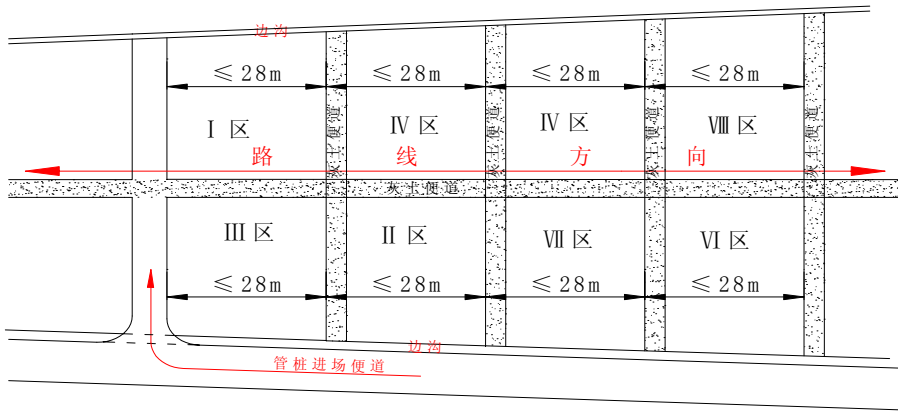 边沟
≤28m
≤28m
≤28m
≤28m
I 区
IV 区
IV 区
VIII 区
灰土便道
灰土便道
灰土便道
灰土便道
路线方向
灰土便道
III 区
II 区
VII 区
VI 区
≤28m
≤28m
≤28m
≤28m
边沟
管桩进场便道